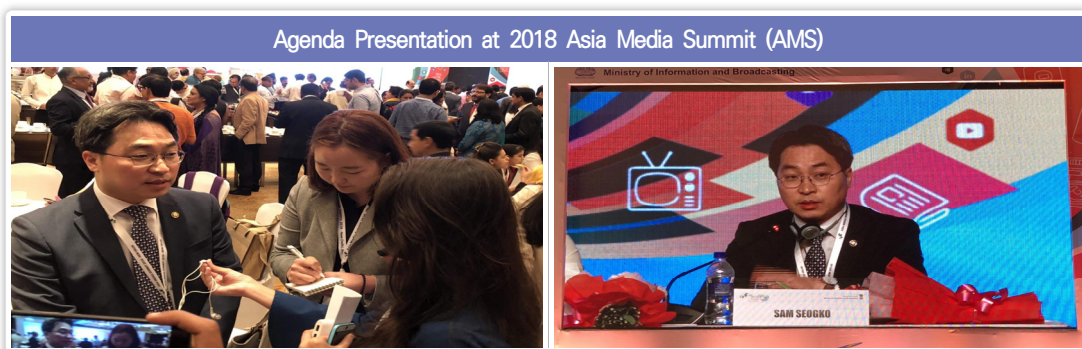 Agenda Presentation at 2018 Asia Media Summit (AMS)
Ministry of Information and Broadcasting
SAM SEOGKO